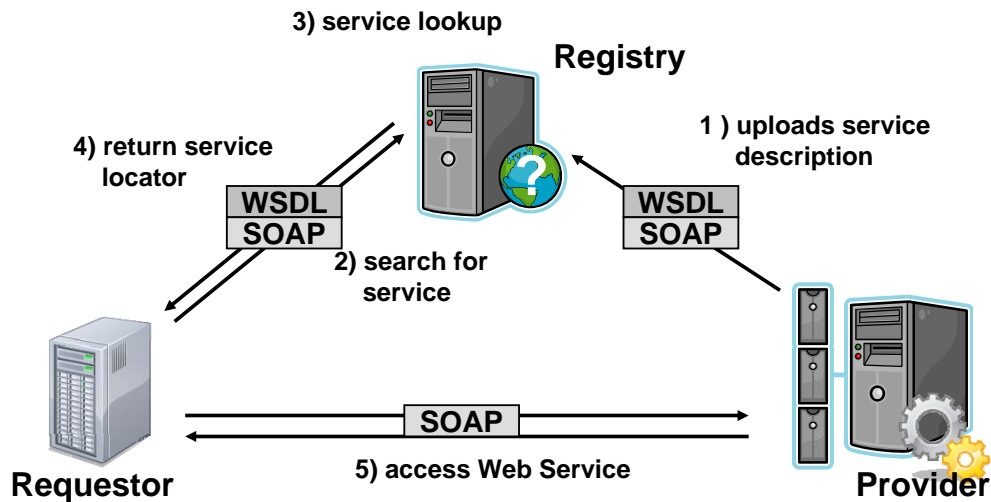 3) service lookup
Registry
1 ) uploads service
description
4) return service
locator
WSDL
SOAP
WSDL
SOAP
2) search for
service
SOAP
5) access Web Service
Requestor
Provider